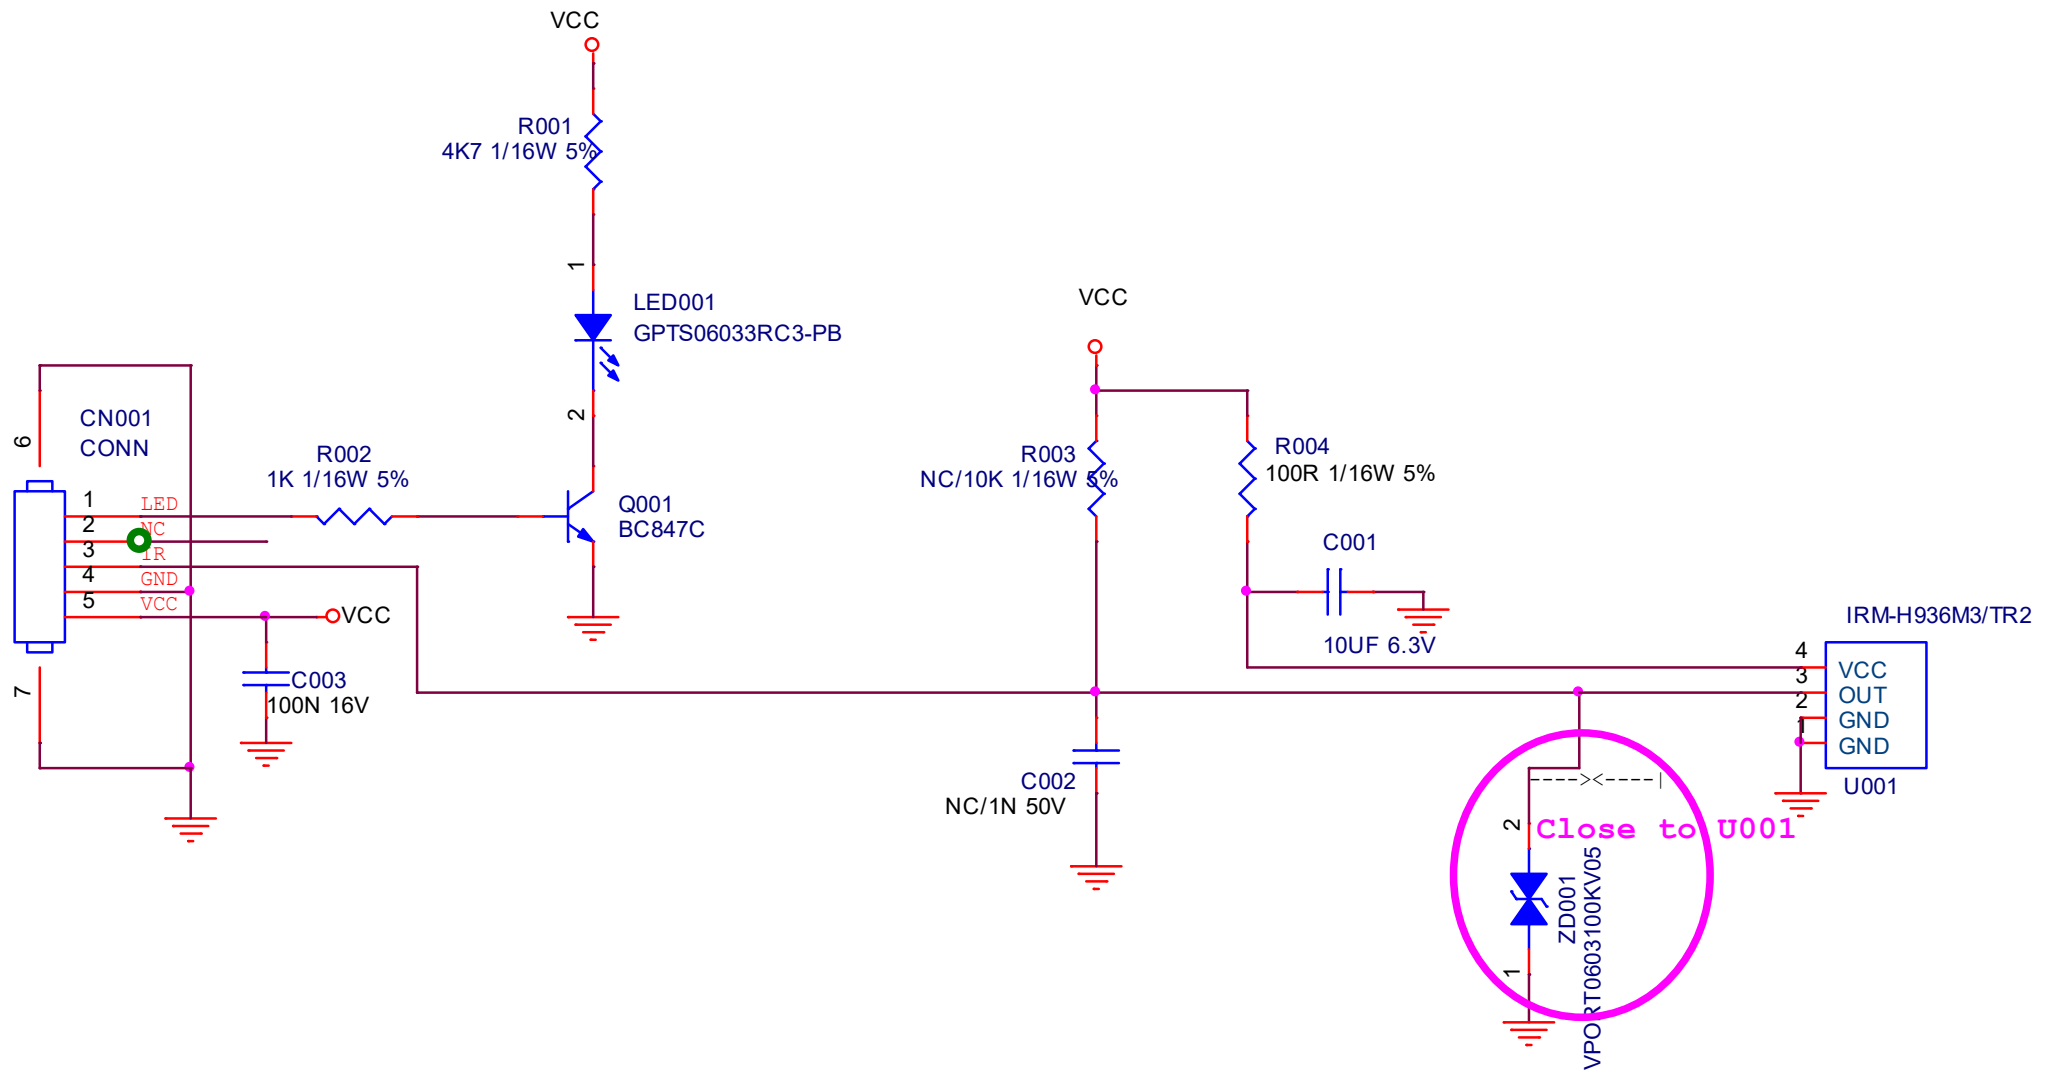 VCC
R001
4K7 1/16W 5%
1
LED001
GPTS06033RC3-PB
2
VCC
6
CN001
CONN
R002
1K 1/16W 5%
Q001
BC847C
R003
NC/10K 1/16W 5%
R004
100R 1/16W 5%
1
LED
2
NC
3
IR
4
GND
5
VCC
VCC
7
C003
100N 16V
C001
10UF 6.3V
C002
NC/1N 50V
IRM-H936M3/TR2
4
VCC
3
OUT
2
GND
1
GND
U001
Close to U001
2
ZD001
VPORT0603100KV05
1